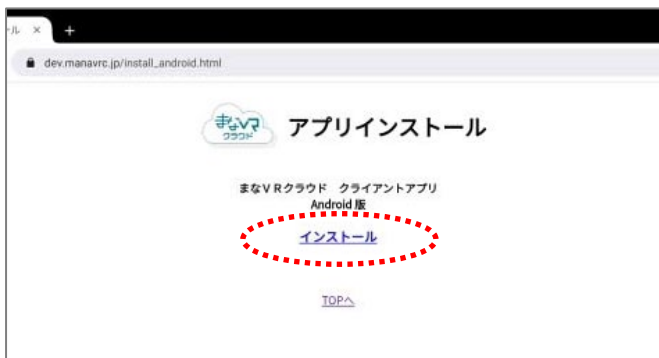 ル × +
dev.manavrc.jp/install_android.html
まなVR
クラウド
アプリインストール
まなVRクラウド クライアントアプリ
Android 版
インストール
TOPへ